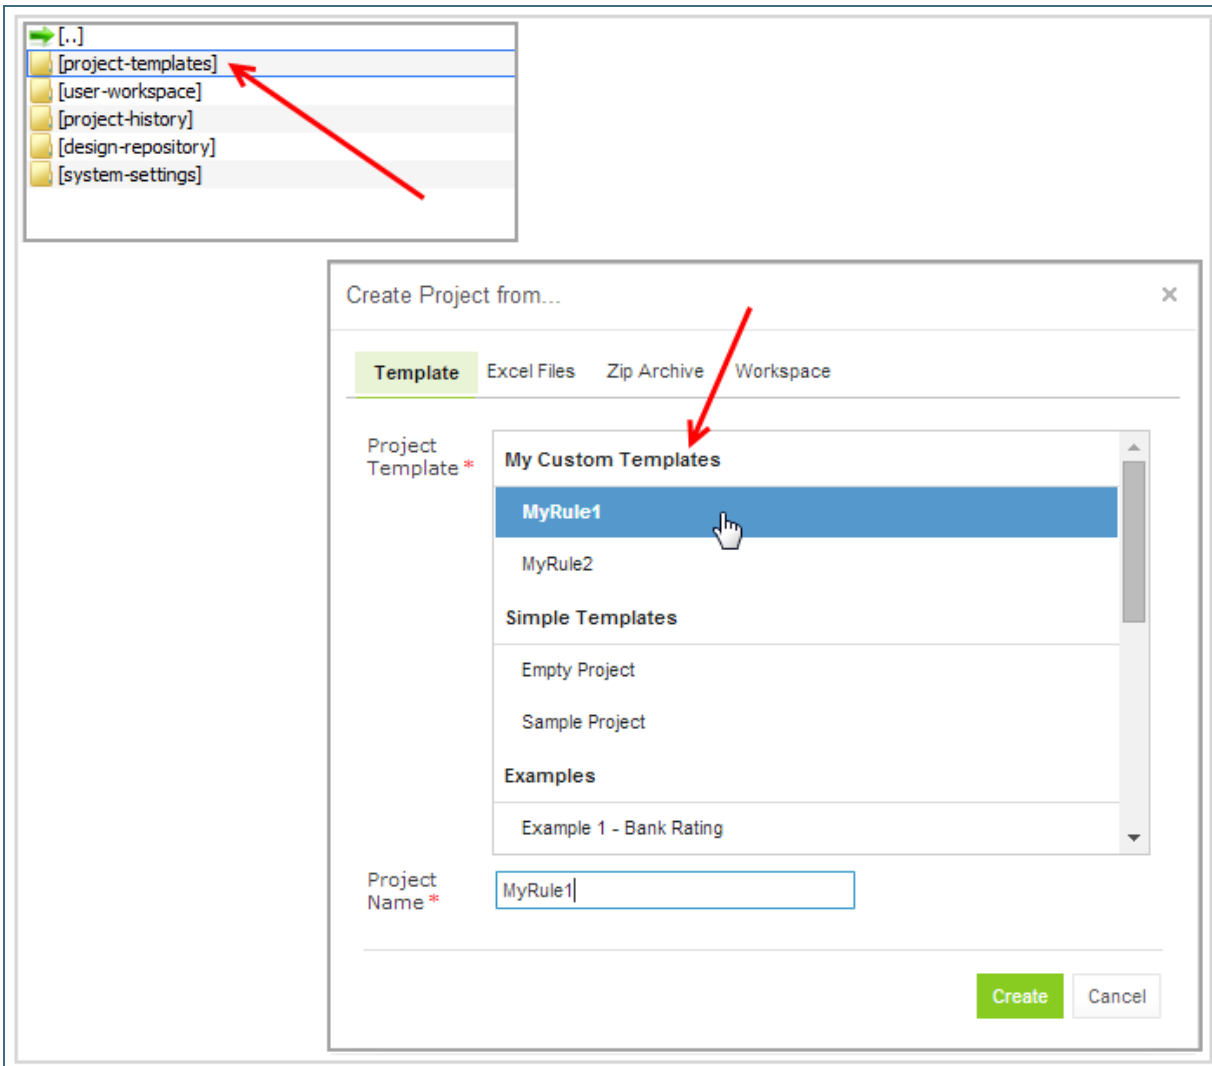 [..]
[project-templates]
[user-workspace]
[project-history]
[design-repository]
[system-settings]
Create Project from...
×
Template Excel Files Zip Archive Workspace
Project
Template *
My Custom Templates
MyRule1
MyRule2
Simple Templates
Empty Project
Sample Project
Examples
Example 1 - Bank Rating
Project
Name *
MyRule1
Create Cancel